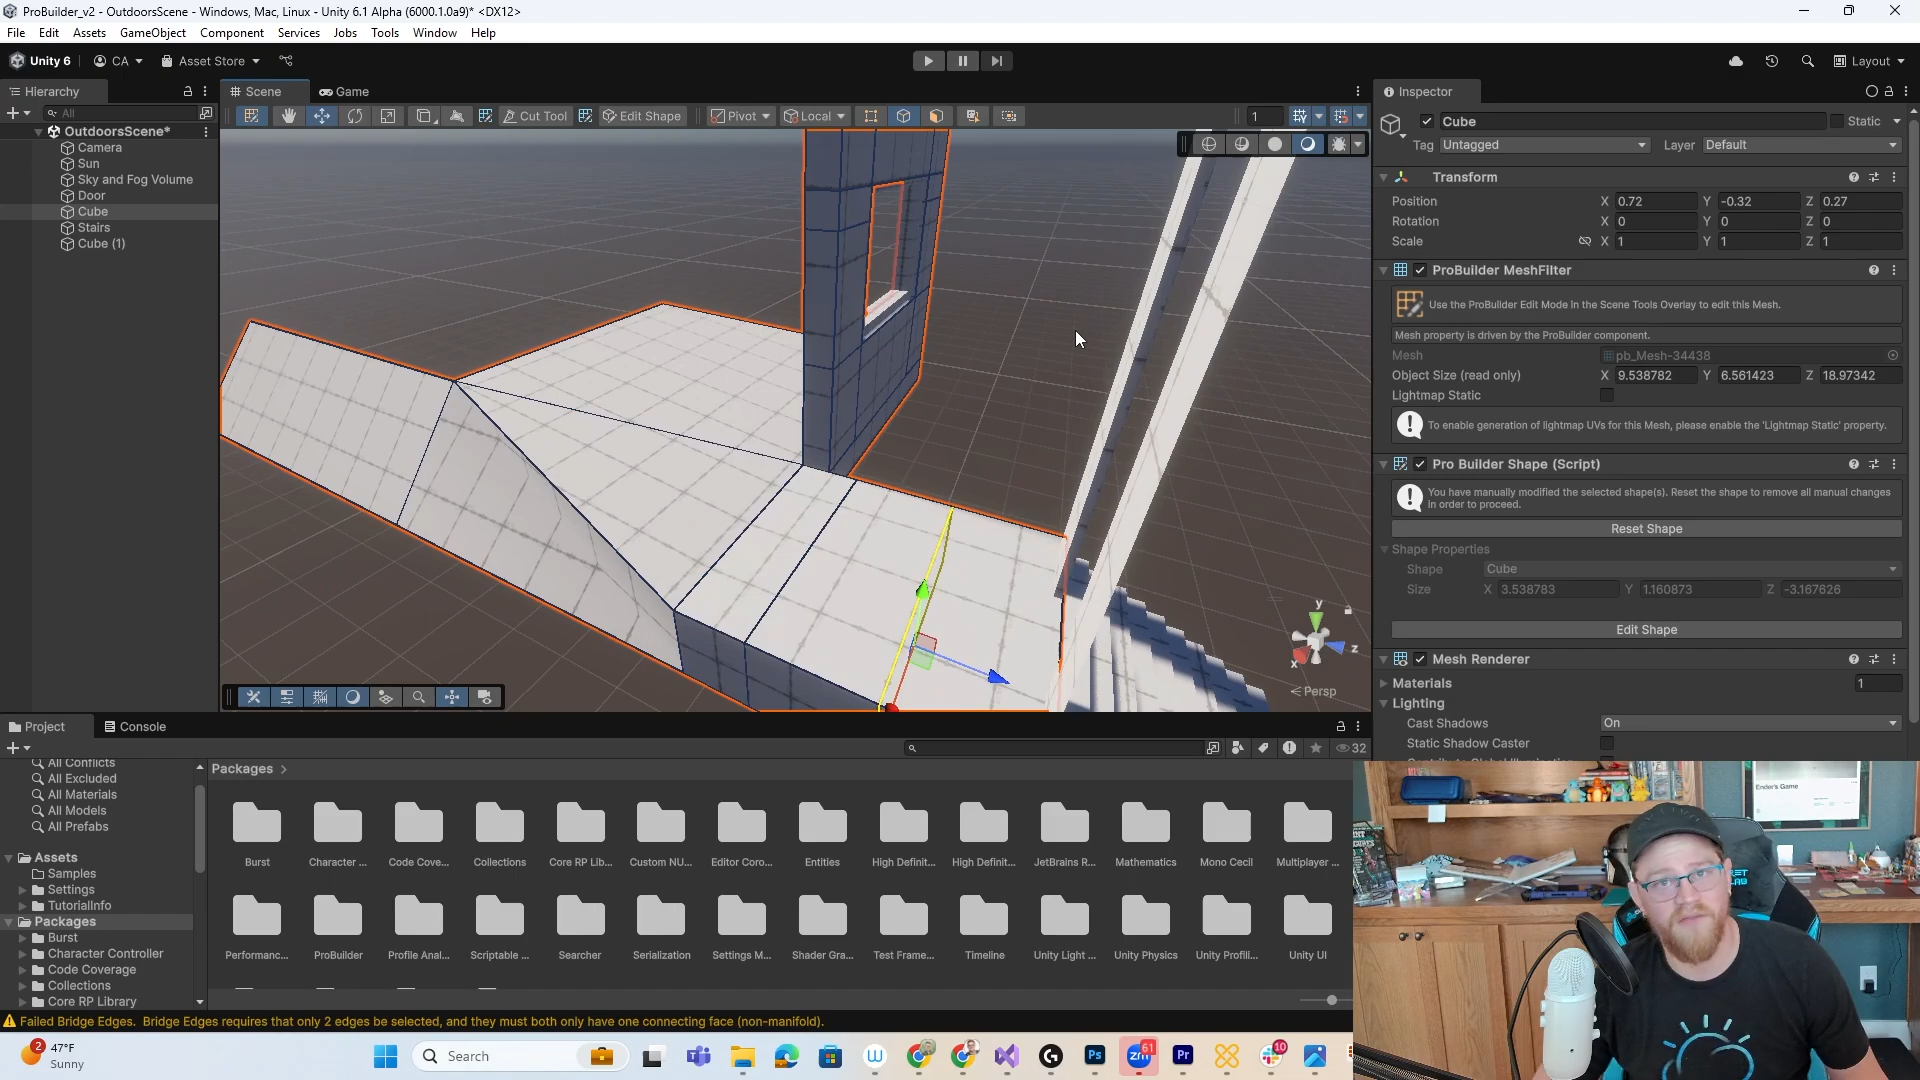 ProBuilder_v2 - OutdoorsScene - Windows, Mac, Linux - Unity 6.1 Alpha (6000.1.0a9)* <DX12>
File Edit Assets GameObject Component Services Jobs Tools Window Help
Unity 6 CA Asset Store Layout
Hierarchy Scene Game Inspector
All Cut Tool Edit Shape Pivot Local 1
OutdoorsScene*
Camera
Sun
Sky and Fog Volume
Door
Cube
Stairs
Cube (1)
y
z
x
Persp
Cube Static
Tag Untagged Layer Default
Transform
Position X 0.72 Y -0.32 Z 0.27
Rotation X 0 Y 0 Z 0
Scale X 1 Y 1 Z 1
ProBuilder MeshFilter
Use the ProBuilder Edit Mode in the Scene Tools Overlay to edit this Mesh.
Mesh property is driven by the ProBuilder component.
Mesh pb_Mesh-34438
Object Size (read only) X 9.538782 Y 6.561423 Z 18.97342
Lightmap Static
To enable generation of lightmap UVs for this Mesh, please enable the 'Lightmap Static' property.
Pro Builder Shape (Script)
You have manually modified the selected shape(s). Reset the shape to remove all manual changes
in order to proceed.
Reset Shape
Shape Properties
Shape Cube
Size X 3.538783 Y 1.160873 Z -3.167626
Edit Shape
Mesh Renderer
Materials 1
Lighting
Cast Shadows On
Static Shadow Caster
Project Console
32
All Conflicts
All Excluded
All Materials
All Models
All Prefabs
Assets
Samples
Settings
TutorialInfo
Packages
Burst
Character Controller
Code Coverage
Collections
Core RP Library
Packages
Burst Character ... Code Cove... Collections Core RP Lib... Custom NU... Editor Coro... Entities High Definit... High Definit... JetBrains R... Mathematics Mono Cecil Multiplayer ...
Performanc... ProBuilder Profile Anal... Scriptable ... Searcher Serialization Settings M... Shader Gra... Test Frame... Timeline Unity Light ... Unity Physics Unity Profili... Unity UI
Failed Bridge Edges. Bridge Edges requires that only 2 edges be selected, and they must both only have one connecting face (non-manifold).
2
47°F
Sunny
Search
W
G
Ps
zm
61
Pr
10
Ender's Game